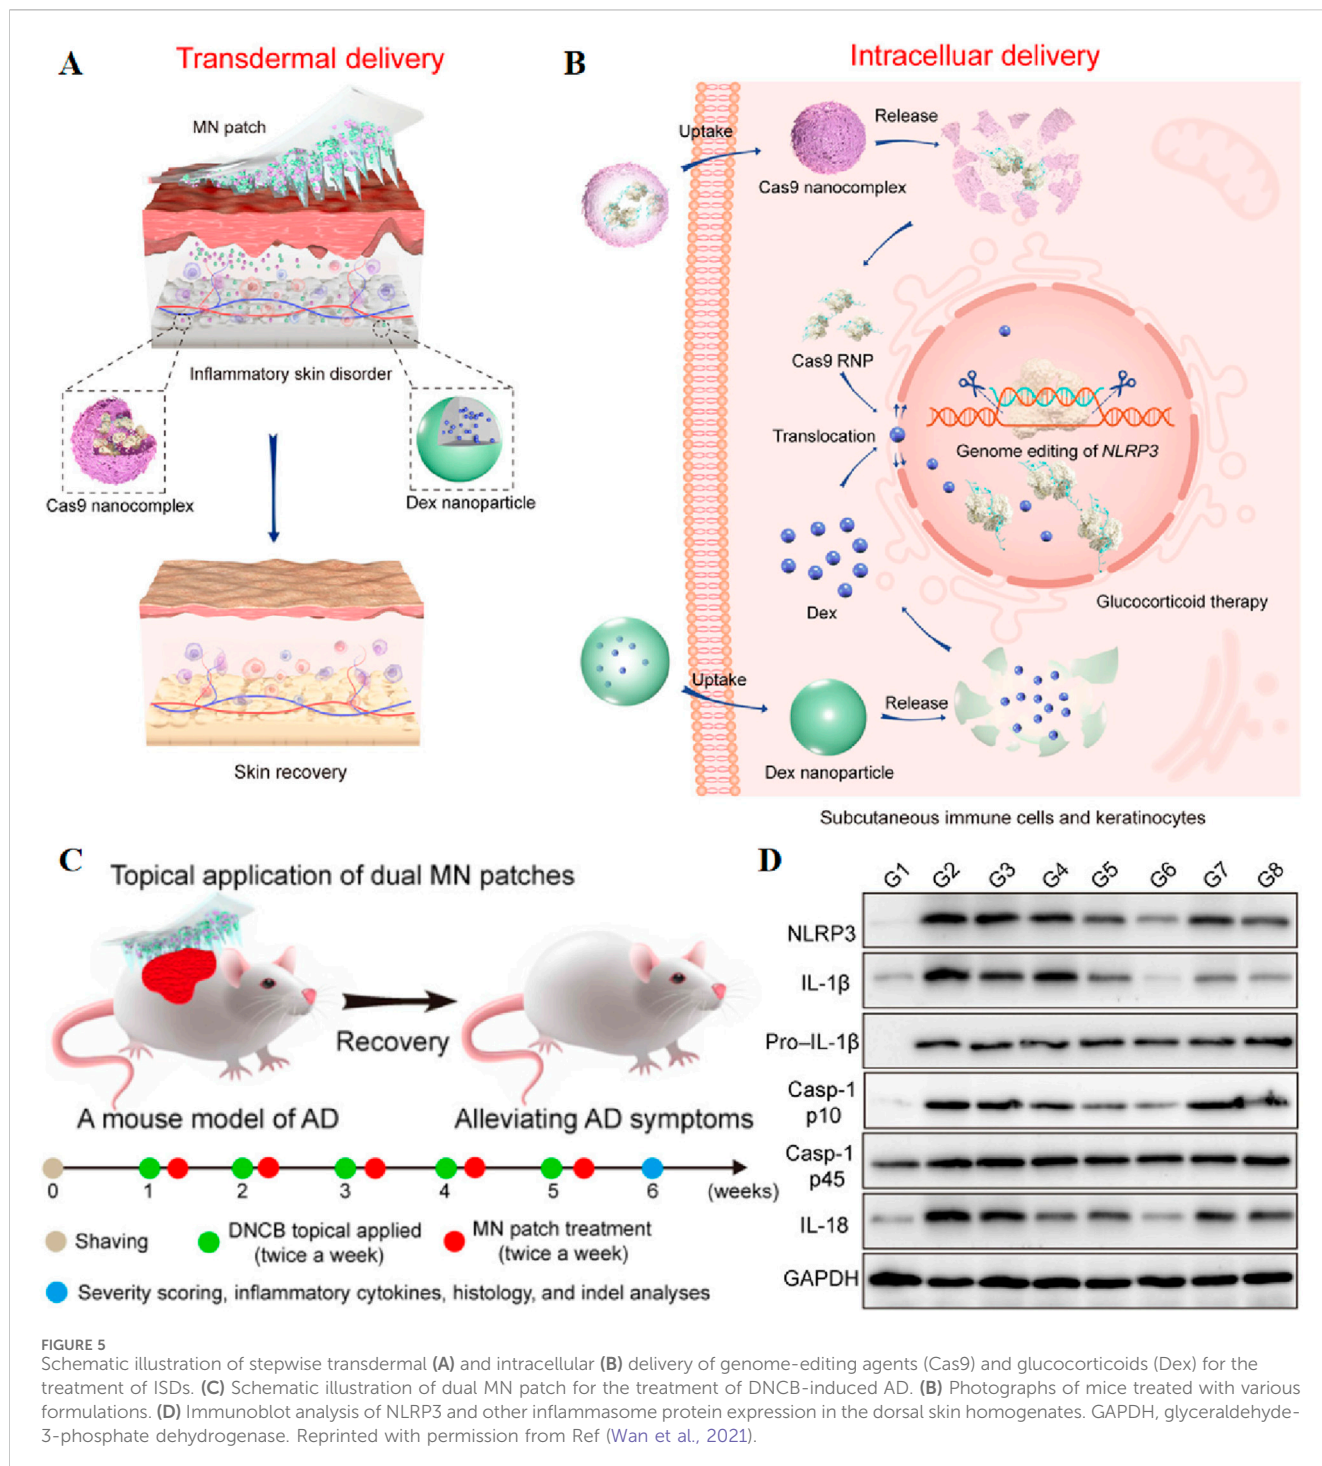 A
Transdermal delivery
MN patch
Inflammatory skin disorder
Cas9 nanocomplex
Dex nanoparticle
Skin recovery
B
Intracelluar delivery
Uptake
Release
Cas9 nanocomplex
Cas9 RNP
Translocation
Genome editing of NLRP3
Dex
Glucocorticoid therapy
Uptake
Release
Dex nanoparticle
Subcutaneous immune cells and keratinocytes
C
Topical application of dual MN patches
Recovery
A mouse model of AD
Alleviating AD symptoms
0 1 2 3 4 5 6 (weeks)
Shaving
DNCB topical applied
(twice a week)
MN patch treatment
(twice a week)
Severity scoring, inflammatory cytokines, histology, and indel analyses
D
G1 G2 G3 G4 G5 G6 G7 G8
NLRP3
IL-1β
Pro–IL-1β
Casp-1
p10
Casp-1
p45
IL-18
GAPDH
FIGURE 5
Schematic illustration of stepwise transdermal (A) and intracellular (B) delivery of genome-editing agents (Cas9) and glucocorticoids (Dex) for the
treatment of ISDs. (C) Schematic illustration of dual MN patch for the treatment of DNCB-induced AD. (B) Photographs of mice treated with various
formulations. (D) Immunoblot analysis of NLRP3 and other inflammasome protein expression in the dorsal skin homogenates. GAPDH, glyceraldehyde-
3-phosphate dehydrogenase. Reprinted with permission from Ref (Wan et al., 2021).